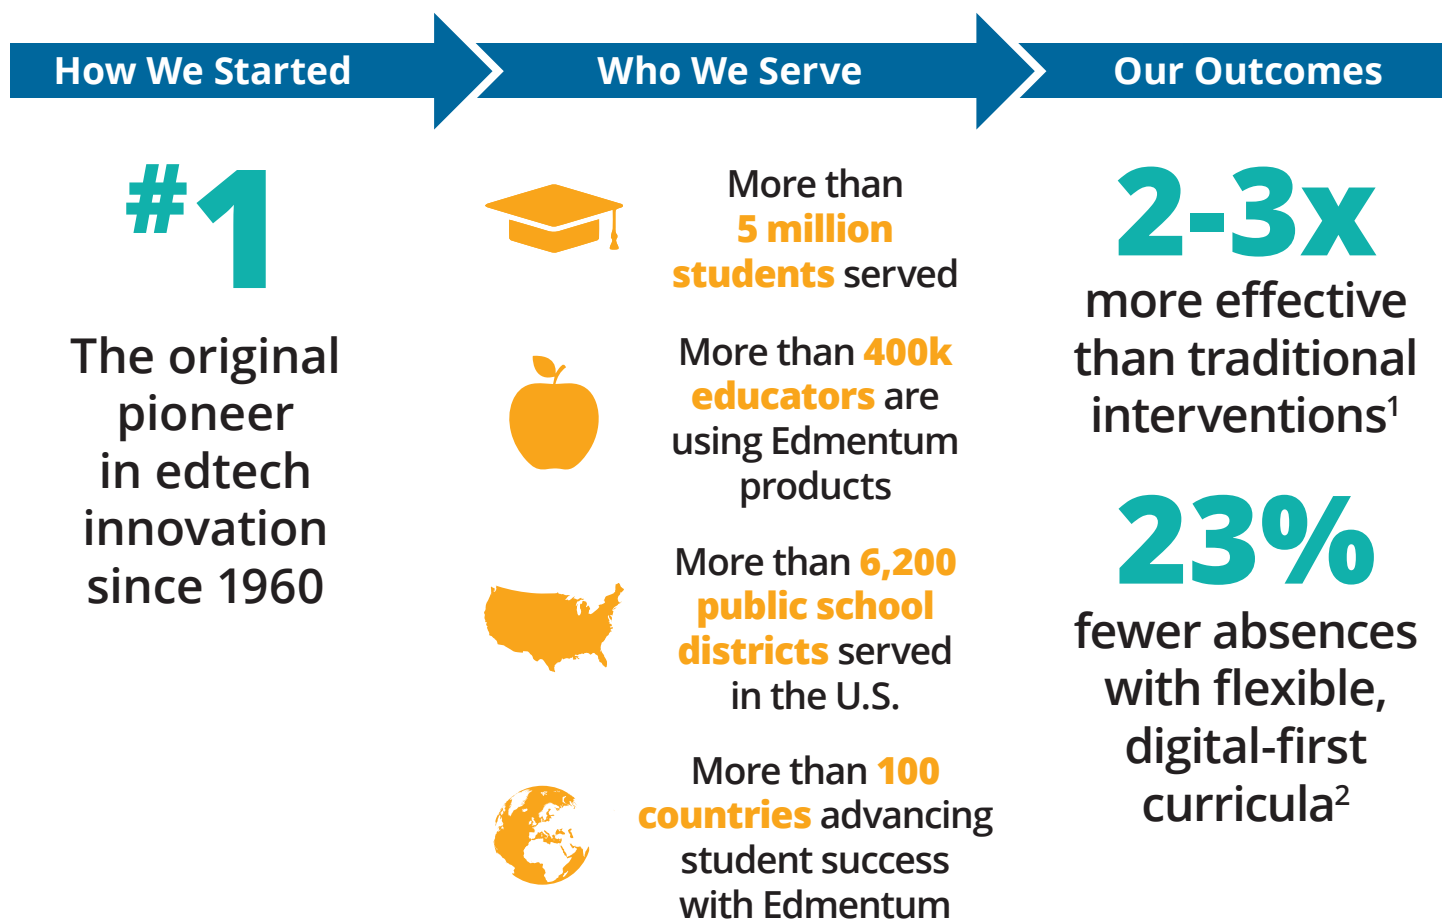 How We Started
Who We Serve
Our Outcomes
#1
The original
pioneer
in edtech
innovation
since 1960
More than
5 million
students served
More than 400k
educators are
using Edmentum
products
More than 6,200
public school
districts served
in the U.S.
More than 100
countries advancing
student success
with Edmentum
2-3x
more effective
than traditional
interventions¹
23%
fewer absences
with flexible,
digital-first
curricula²